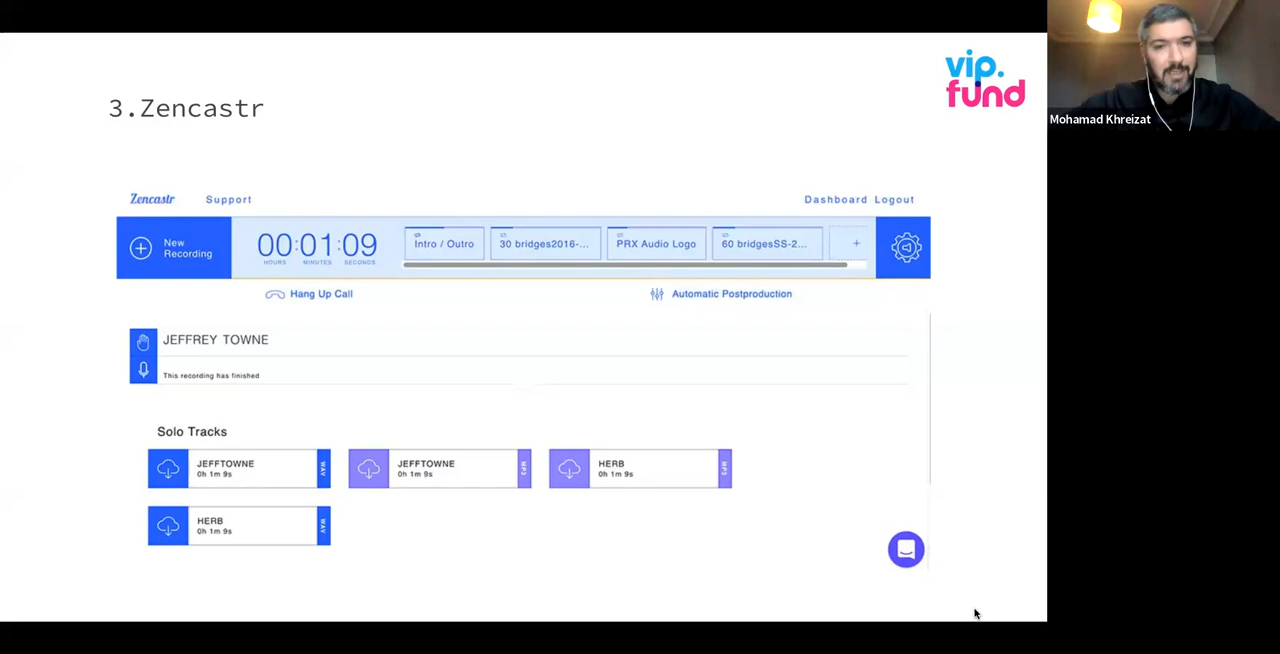 vip.
fund
Mohamad Khreizat
3.Zencastr
Zencastr Support Dashboard Logout
New
Recording
00:01:09
HOURS MINUTES SECONDS
Intro / Outro 30 bridges2016-... PRX Audio Logo 60 bridgesSS-2... +
Hang Up Call Automatic Postproduction
JEFFREY TOWNE
This recording has finished
Solo Tracks
JEFFTOWNE
0h 1m 9s
WAV
JEFFTOWNE
0h 1m 9s
MP3
HERB
0h 1m 9s
MP3
HERB
0h 1m 9s
WAV